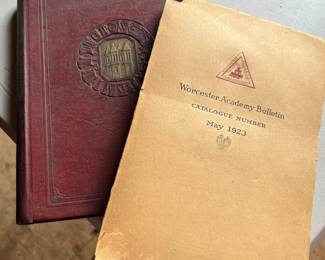 Worcester Academy Bulletin
CATALOGUE NUMBER
May 1923